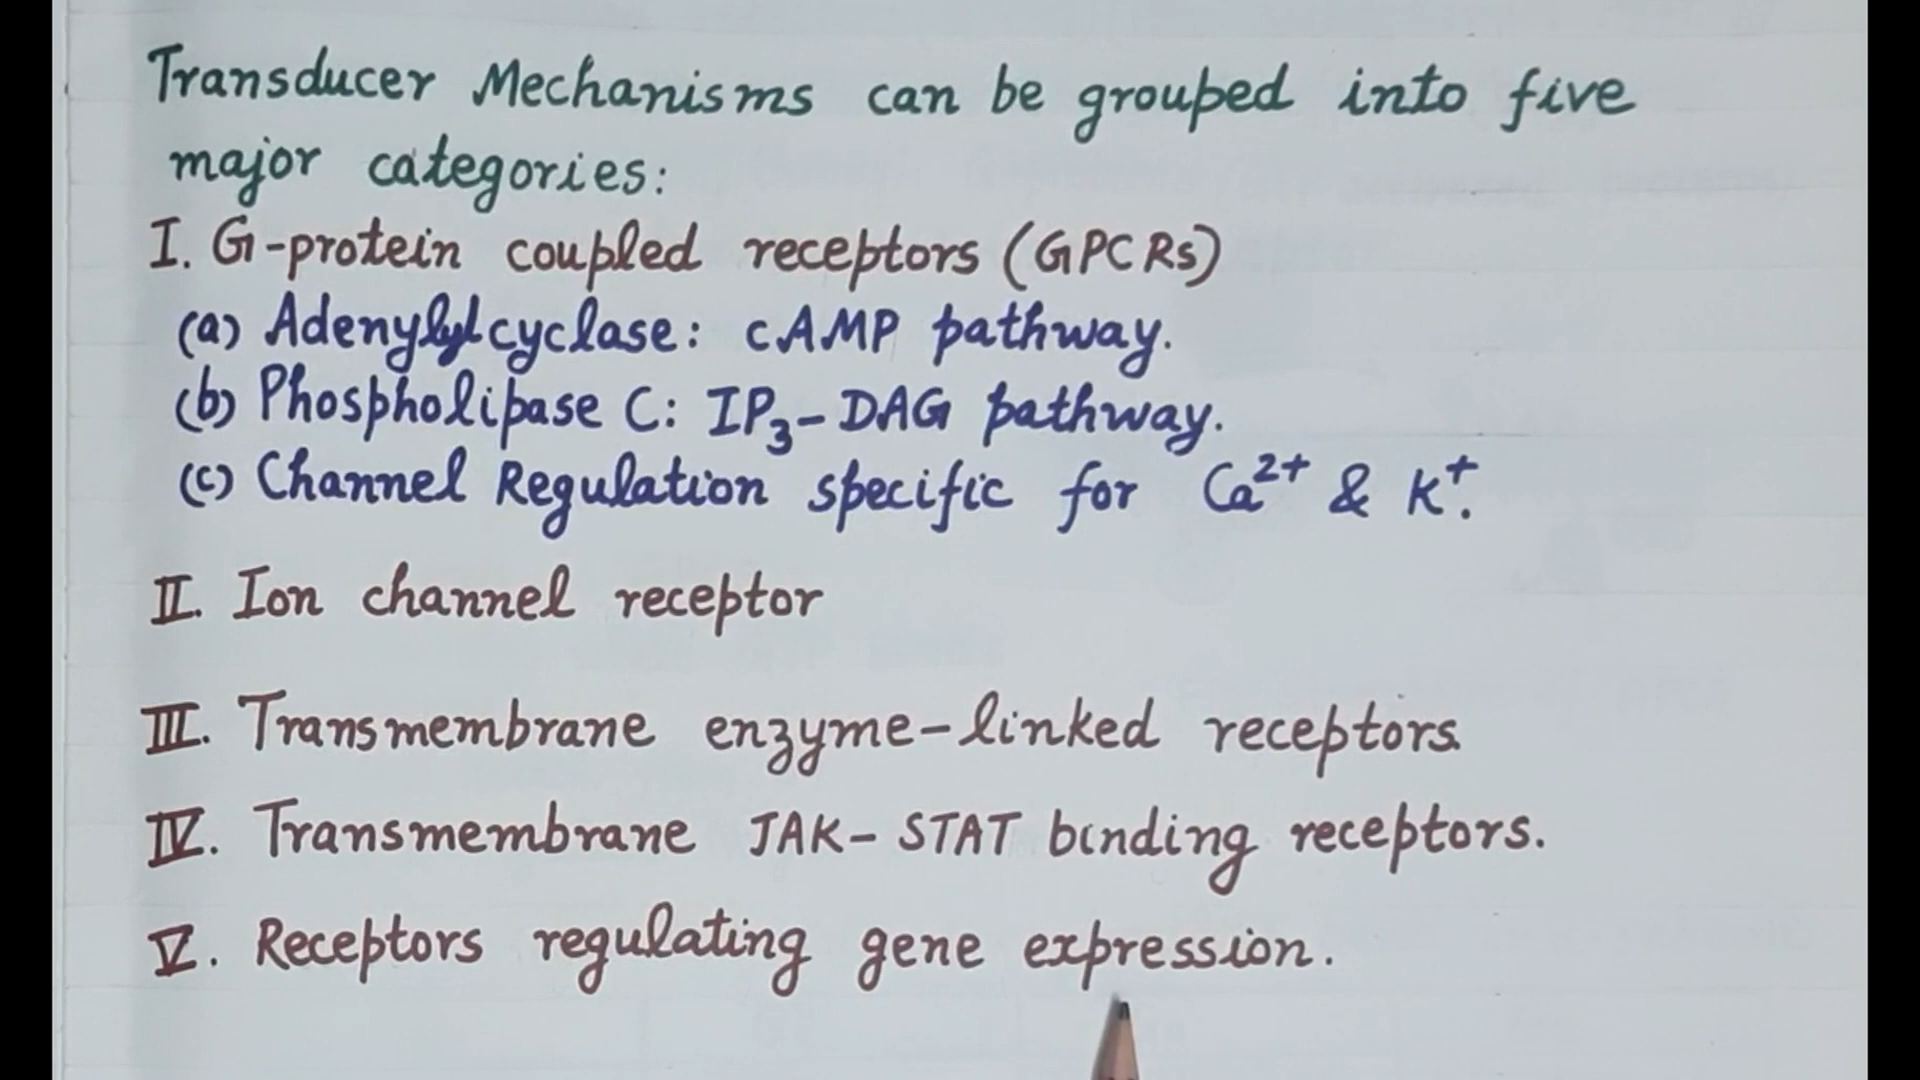 Transducer Mechanisms can be grouped into five
major categories:
I. G-protein coupled receptors (GPCRs)
(a) Adenylylcyclase: cAMP pathway.
(b) Phospholipase C: IP₃-DAG pathway.
(c) Channel Regulation specific for Ca²⁺ & K⁺.
II. Ion channel receptor
III. Transmembrane enzyme-linked receptors.
IV. Transmembrane JAK-STAT binding receptors.
V. Receptors regulating gene expression.